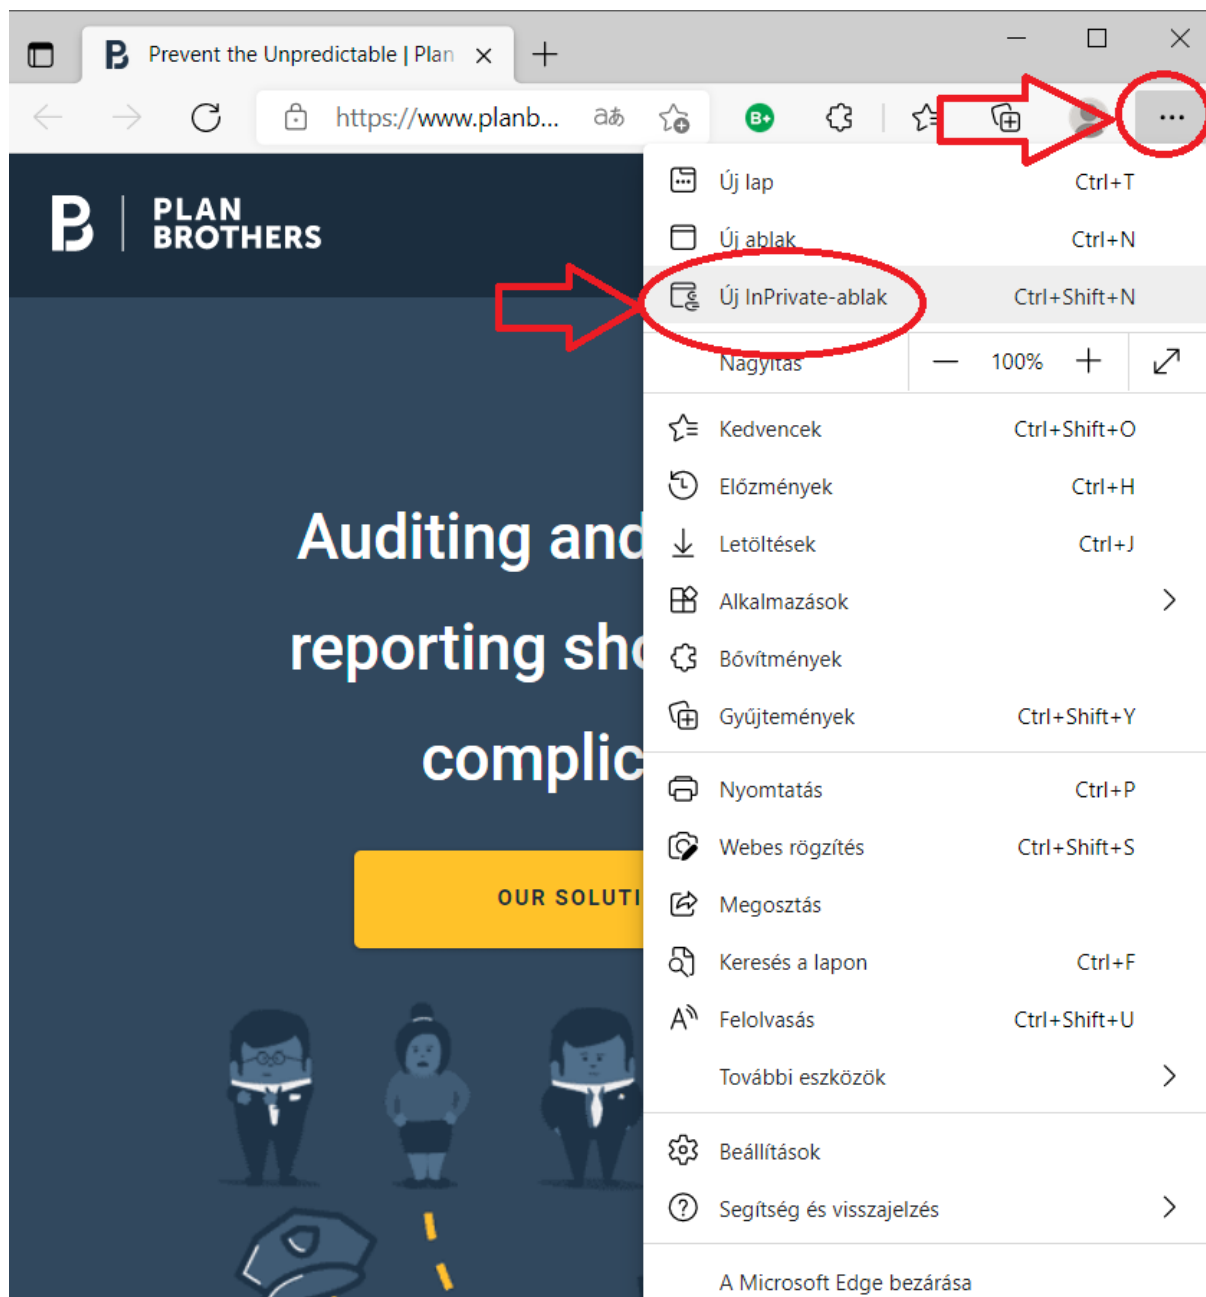 Prevent the Unpredictable | Plan
https://www.planb...
aあ
B+
PLAN
BROTHERS
Új lap Ctrl+T
Új ablak Ctrl+N
Új InPrivate-ablak Ctrl+Shift+N
Nagyítás 100%
Kedvencek Ctrl+Shift+O
Előzmények Ctrl+H
Letöltések Ctrl+J
Alkalmazások
Bővítmények
Gyűjtemények Ctrl+Shift+Y
Nyomtatás Ctrl+P
Webes rögzítés Ctrl+Shift+S
Megosztás
Keresés a lapon Ctrl+F
Felolvasás Ctrl+Shift+U
További eszközök
Beállítások
Segítség és visszajelzés
A Microsoft Edge bezárása
Auditing and
reporting sho
complic
OUR SOLUTI